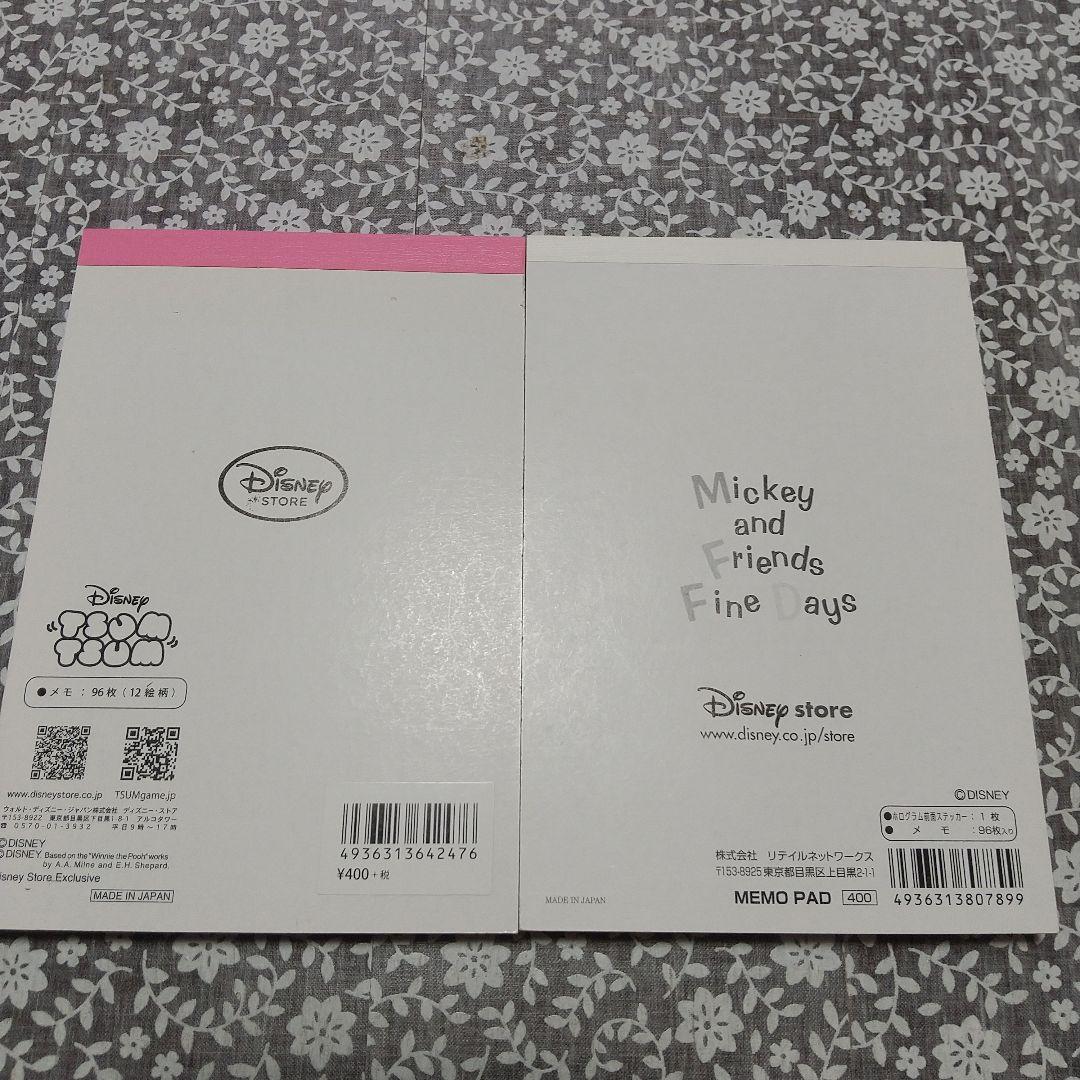 Disney
STORE
Disney
TSUM
TSUM
●メモ：96枚（12絵柄）
www.disneystore.co.jp
TSUMgame.jp
ウォルト・ディズニー・ジャパン株式会社 ディズニー・ストア
〒153-8922 東京都目黒区下目黒1-8-1 アルコタワー
☎ 0570-01-3932 平日9時〜17時
©DISNEY
©DISNEY Based on the "Winnie the Pooh" works
by A.A. Milne and E.H. Shepard.
isney Store Exclusive
MADE IN JAPAN
4936313642476
¥400+税
Mickey
and
Friends
Fine Days
Disney store
www.disney.co.jp/store
©DISNEY
●ホログラム前面ステッカー：1枚
●メモ：96枚入り
株式会社 リテイルネットワークス
〒153-8925 東京都目黒区上目黒2-1-1
MEMO PAD 400
4936313807899
MADE IN JAPAN